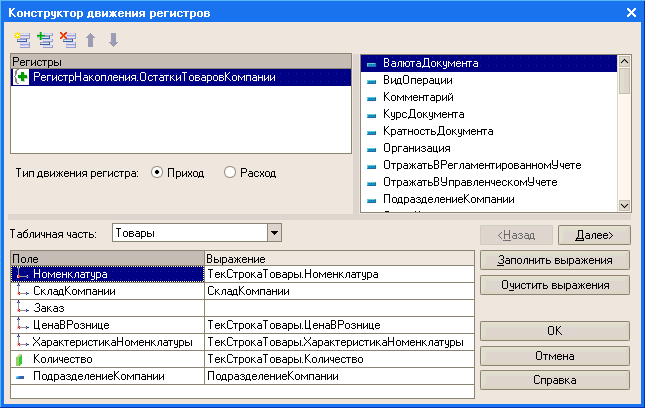 Конструктор движения регистров
Регистры
РегистрНакопления.ОстаткиТоваровКомпании
Тип движения регистра: Приход Расход
ВалютаДокумента
ВидОперации
Комментарий
КурсДокумента
КратностьДокумента
Организация
ОтражатьВРегламентированномУчете
ОтражатьВУправленческомУчете
ПодразделениеКомпании
Табличная часть: Товары
<Назад Далее>
Поле Выражение
Номенклатура ТекСтрокаТовары.Номенклатура
СкладКомпании СкладКомпании
Заказ
ЦенаВРознице ТекСтрокаТовары.ЦенаВРознице
ХарактеристикаНоменклатуры ТекСтрокаТовары.ХарактеристикаНоменклатуры
Количество ТекСтрокаТовары.Количество
ПодразделениеКомпании ПодразделениеКомпании
Заполнить выражения
Очистить выражения
ОК
Отмена
Справка